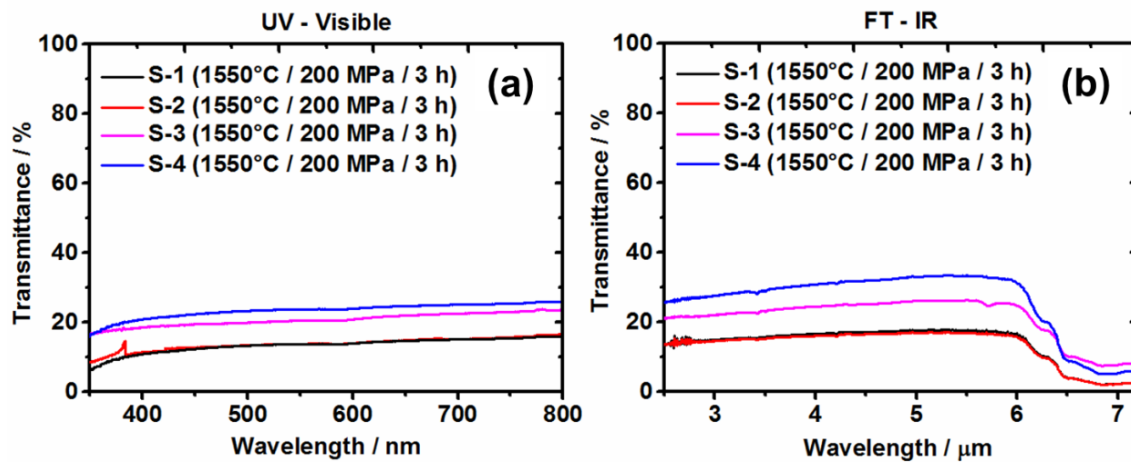 UV - Visible
(a)
S-1 (1550°C / 200 MPa / 3 h)
S-2 (1550°C / 200 MPa / 3 h)
S-3 (1550°C / 200 MPa / 3 h)
S-4 (1550°C / 200 MPa / 3 h)
Transmittance / %
100
80
60
40
20
0
400
500
600
700
800
Wavelength / nm
FT - IR
(b)
S-1 (1550°C / 200 MPa / 3 h)
S-2 (1550°C / 200 MPa / 3 h)
S-3 (1550°C / 200 MPa / 3 h)
S-4 (1550°C / 200 MPa / 3 h)
Transmittance / %
100
80
60
40
20
0
3
4
5
6
7
Wavelength / μm